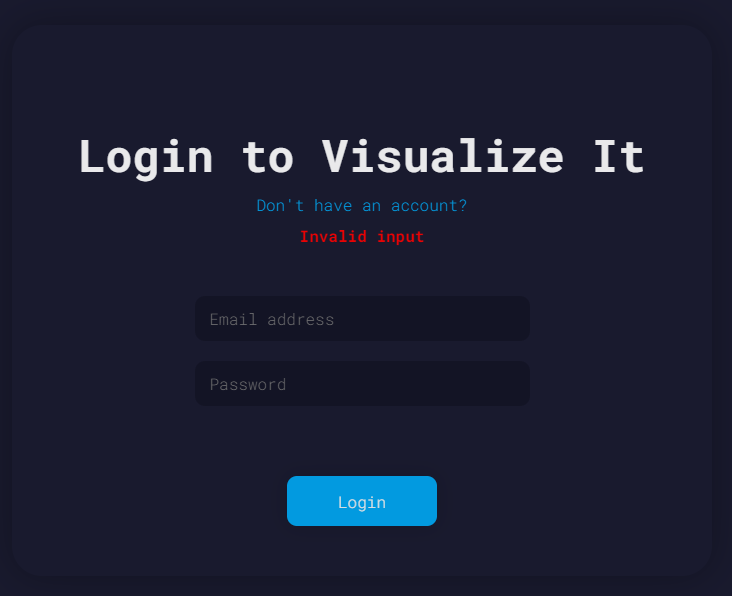 Login to Visualize It
Don't have an account?
Invalid input
Email address
Password
Login